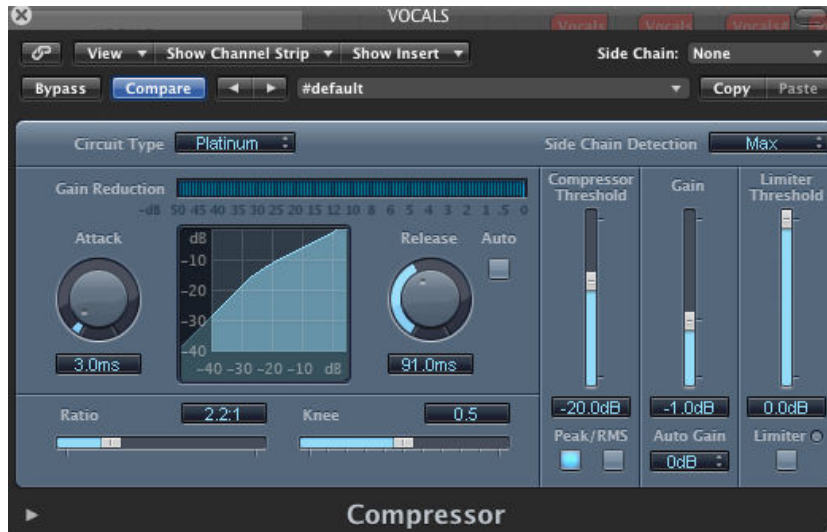 VOCALS
Vocals Vocals Vocals#
View Show Channel Strip Show Insert Side Chain: None
Bypass Compare #default Copy Paste
Circuit Type Platinum Side Chain Detection Max
Gain Reduction
-dB 50 45 40 35 30 25 20 15 12 10 8 6 5 4 3 2 1 .5 0
Compressor Threshold Gain Limiter Threshold
Attack Release Auto
dB
-10
-20
-30
-40
-40 -30 -20 -10 dB
3.0ms 91.0ms
-20.0dB -1.0dB 0.0dB
Ratio 2.2:1 Knee 0.5
Peak/RMS Auto Gain Limiter
0dB
Compressor